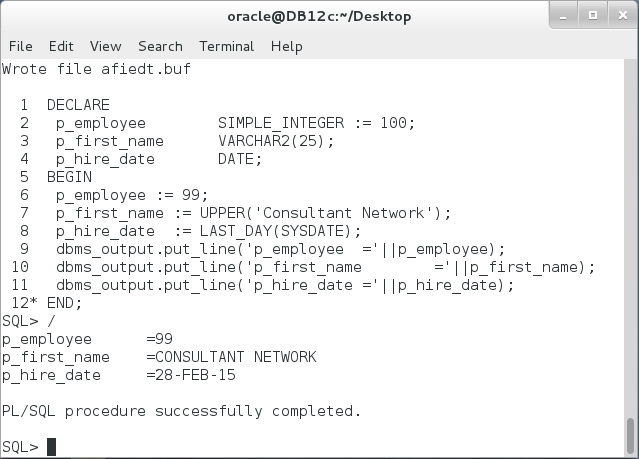 oracle@DB12c:~/Desktop
File Edit View Search Terminal Help
Wrote file afiedt.buf
1 DECLARE
2 p_employee SIMPLE_INTEGER := 100;
3 p_first_name VARCHAR2(25);
4 p_hire_date DATE;
5 BEGIN
6 p_employee := 99;
7 p_first_name := UPPER('Consultant Network');
8 p_hire_date := LAST_DAY(SYSDATE);
9 dbms_output.put_line('p_employee ='||p_employee);
10 dbms_output.put_line('p_first_name ='||p_first_name);
11 dbms_output.put_line('p_hire_date ='||p_hire_date);
12* END;
SQL> /
p_employee =99
p_first_name =CONSULTANT NETWORK
p_hire_date =28-FEB-15
PL/SQL procedure successfully completed.
SQL>